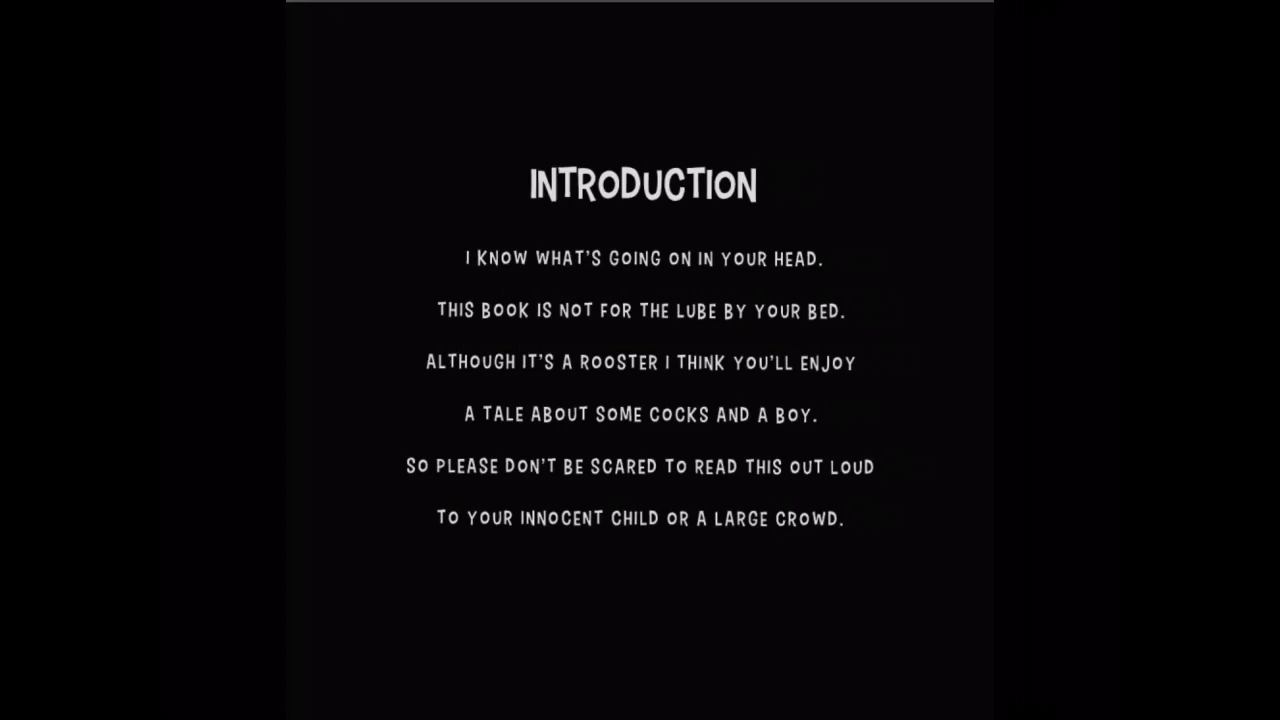 INTRODUCTION
I KNOW WHAT'S GOING ON IN YOUR HEAD.
THIS BOOK IS NOT FOR THE LUBE BY YOUR BED.
ALTHOUGH IT'S A ROOSTER I THINK YOU'LL ENJOY
A TALE ABOUT SOME COCKS AND A BOY.
SO PLEASE DON'T BE SCARED TO READ THIS OUT LOUD
TO YOUR INNOCENT CHILD OR A LARGE CROWD.